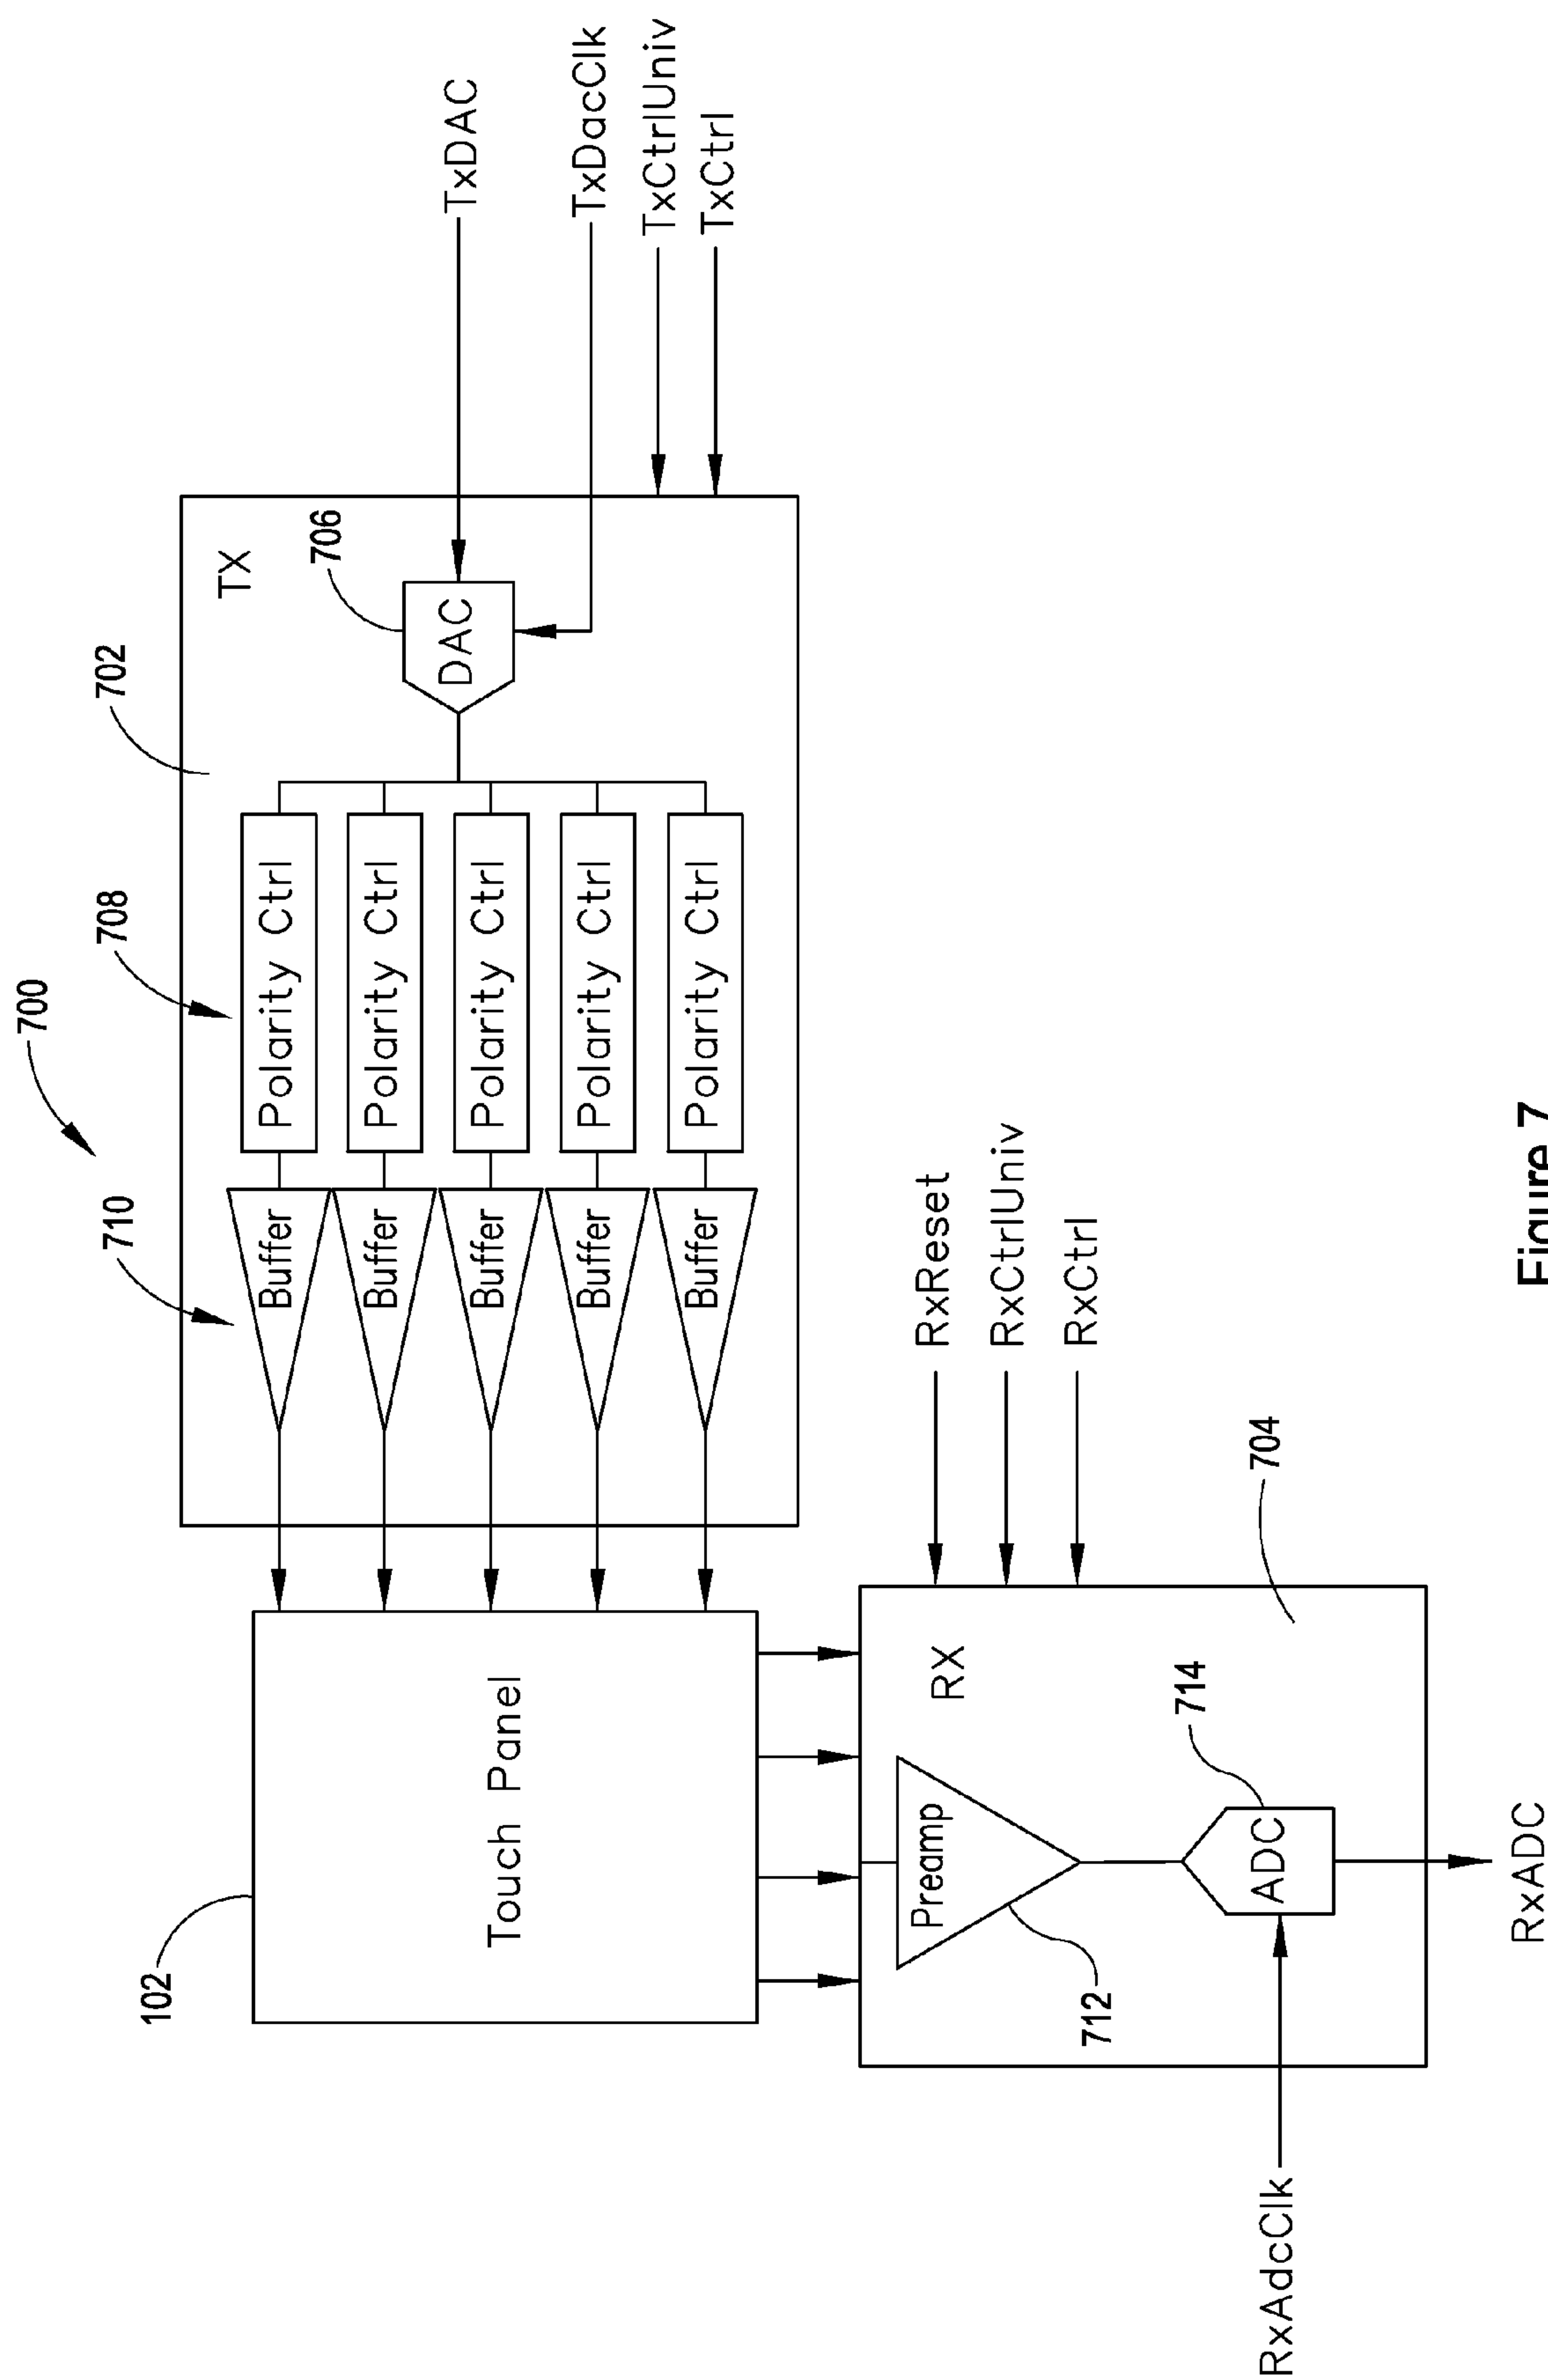 700
102
710
708
702
TX
Buffer
Polarity Ctrl
706
Buffer
Polarity Ctrl
DAC
TxDAC
Touch Panel
Buffer
Polarity Ctrl
Buffer
Polarity Ctrl
TxDacClk
TxCtrlUniv
Buffer
Polarity Ctrl
TxCtrl
Preamp
RX
RxReset
RxCtrlUniv
RxCtrl
712
714
704
RxAdcClk
ADC
RxADC
Figure 7